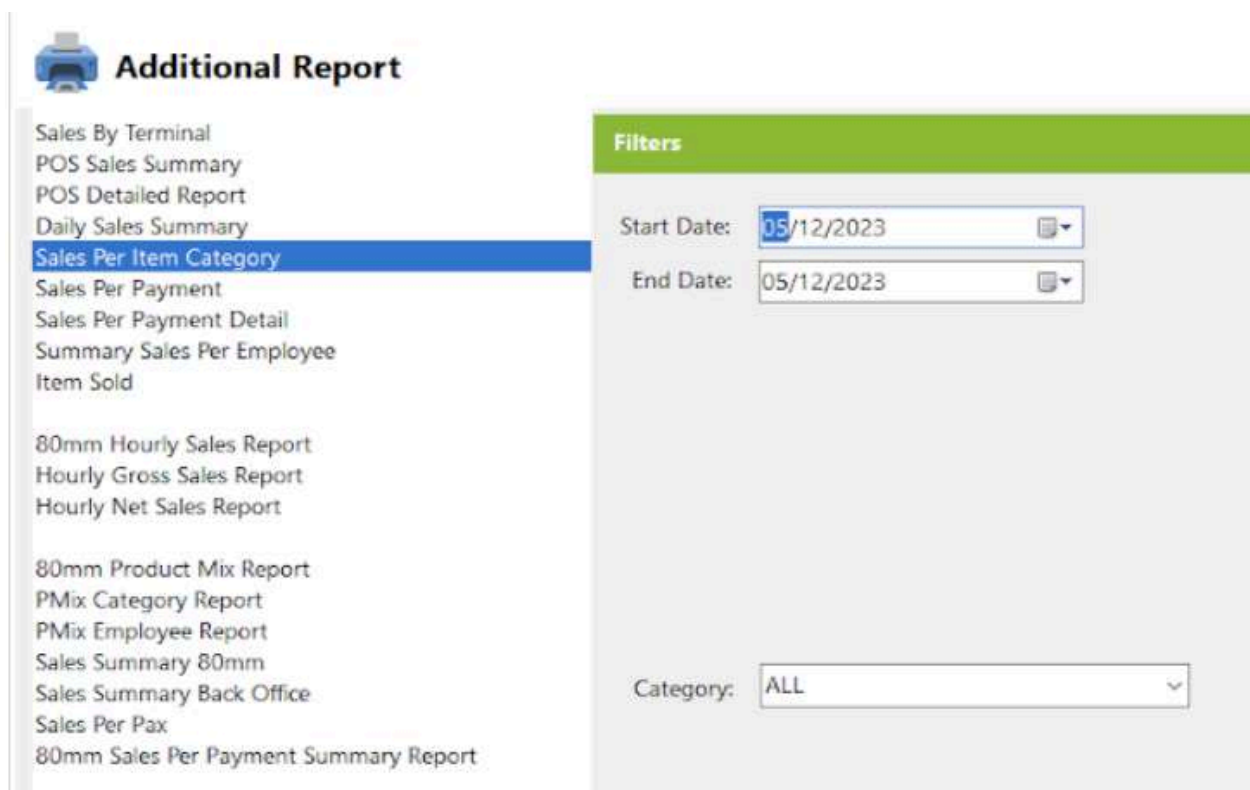 Additional Report
Sales By Terminal
POS Sales Summary
POS Detailed Report
Daily Sales Summary
Sales Per Item Category
Sales Per Payment
Sales Per Payment Detail
Summary Sales Per Employee
Item Sold
80mm Hourly Sales Report
Hourly Gross Sales Report
Hourly Net Sales Report
80mm Product Mix Report
PMix Category Report
PMix Employee Report
Sales Summary 80mm
Sales Summary Back Office
Sales Per Pax
80mm Sales Per Payment Summary Report
Filters
Start Date: 05/12/2023
End Date: 05/12/2023
Category: ALL